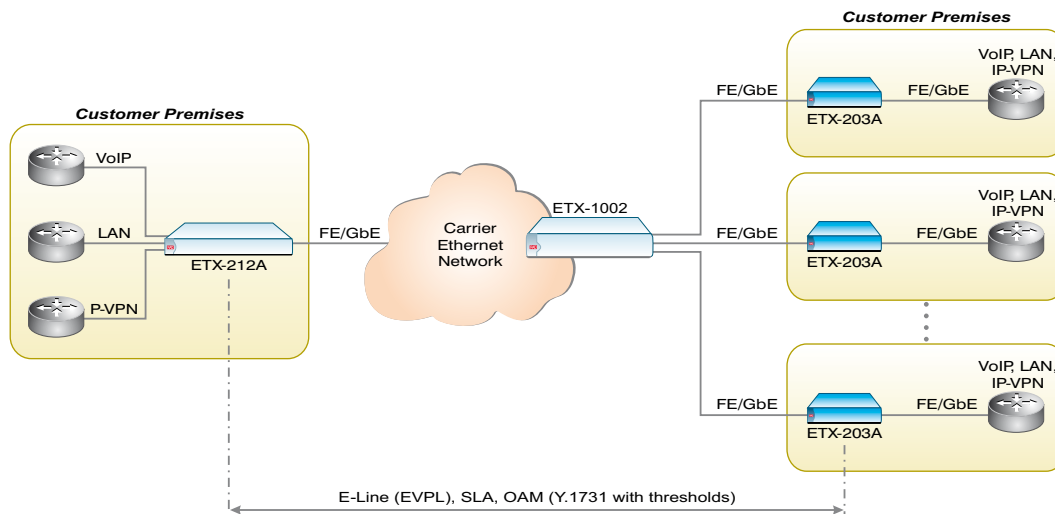 Customer Premises
VoIP
LAN
P-VPN
ETX-212A
FE/GbE
Carrier
Ethernet
Network
ETX-1002
Customer Premises
FE/GbE
ETX-203A
FE/GbE
VoIP, LAN,
IP-VPN
FE/GbE
ETX-203A
FE/GbE
VoIP, LAN,
IP-VPN
FE/GbE
ETX-203A
FE/GbE
VoIP, LAN,
IP-VPN
E-Line (EVPL), SLA, OAM (Y.1731 with thresholds)